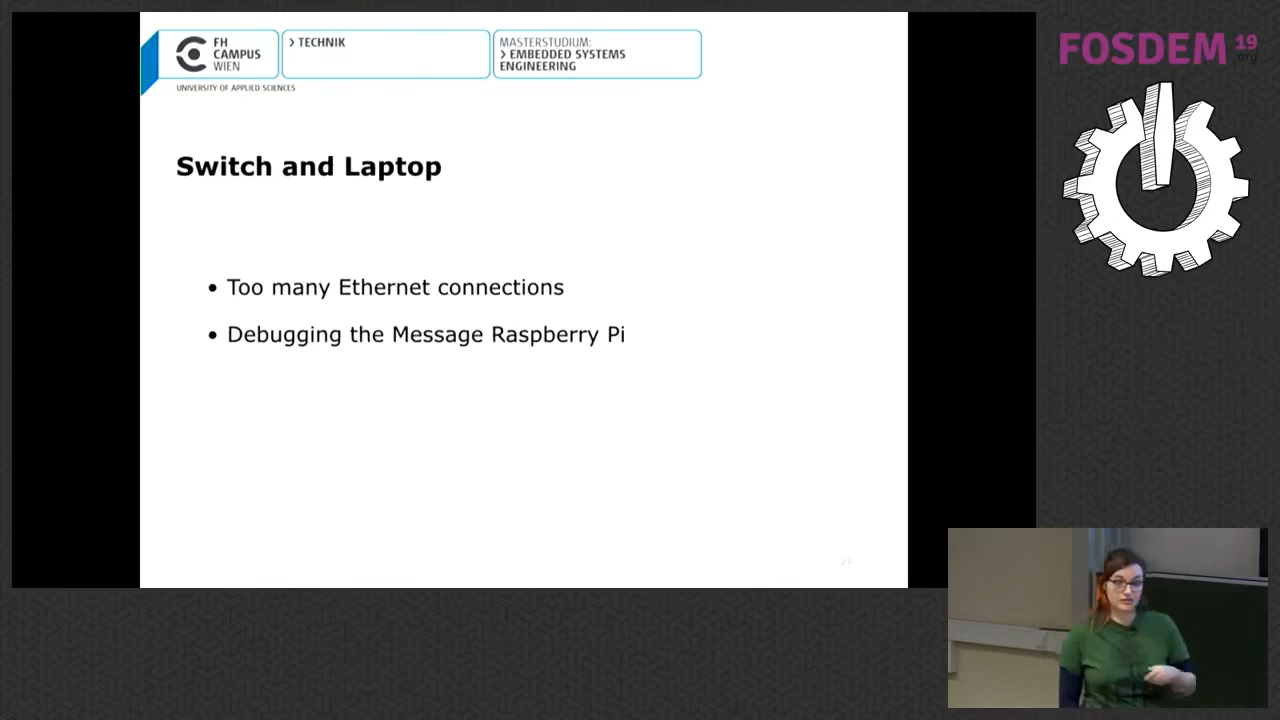 FH
CAMPUS
WIEN
> TECHNIK
MASTERSTUDIUM:
> EMBEDDED SYSTEMS
ENGINEERING
UNIVERSITY OF APPLIED SCIENCES
FOSDEM 19
.org
Switch and Laptop
• Too many Ethernet connections
• Debugging the Message Raspberry Pi